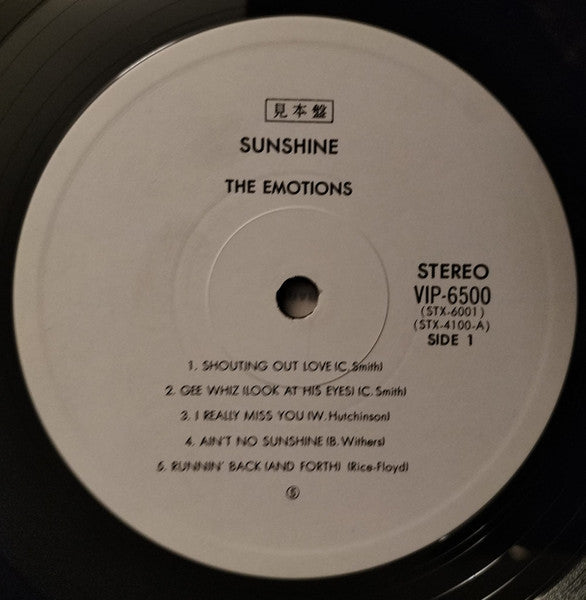 見本盤
SUNSHINE
THE EMOTIONS
STEREO
VIP-6500
(STX-6001)
(STX-4100-A)
SIDE 1
1. SHOUTING OUT LOVE (C. Smith)
2. GEE WHIZ (LOOK AT HIS EYES) (C. Smith)
3. I REALLY MISS YOU (W. Hutchinson)
4. AIN'T NO SUNSHINE (B. Withers)
5. RUNNIN' BACK (AND FORTH) (Rice-Floyd)
Ⓢ